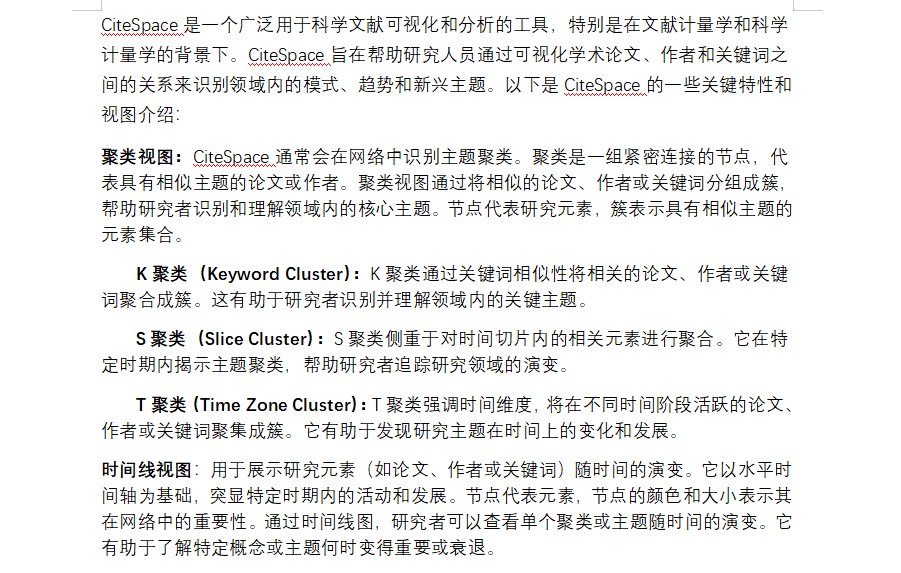 CiteSpace 是一个广泛用于科学文献可视化和分析的工具，特别是在文献计量学和科学
计量学的背景下。CiteSpace 旨在帮助研究人员通过可视化学术论文、作者和关键词之
间的关系来识别领域内的模式、趋势和新兴主题。以下是 CiteSpace 的一些关键特性和
视图介绍：
聚类视图：CiteSpace 通常会在网络中识别主题聚类。聚类是一组紧密连接的节点，代
表具有相似主题的论文或作者。聚类视图通过将相似的论文、作者或关键词分组成簇，
帮助研究者识别和理解领域内的核心主题。节点代表研究元素，簇表示具有相似主题的
元素集合。
K 聚类（Keyword Cluster）：K 聚类通过关键词相似性将相关的论文、作者或关键
词聚合成簇。这有助于研究者识别并理解领域内的关键主题。
S 聚类（Slice Cluster）：S 聚类侧重于对时间切片内的相关元素进行聚合。它在特
定时期内揭示主题聚类，帮助研究者追踪研究领域的演变。
T 聚类（Time Zone Cluster）：T 聚类强调时间维度，将在不同时间阶段活跃的论文、
作者或关键词聚集成簇。它有助于发现研究主题在时间上的变化和发展。
时间线视图：用于展示研究元素（如论文、作者或关键词）随时间的演变。它以水平时
间轴为基础，突显特定时期内的活动和发展。节点代表元素，节点的颜色和大小表示其
在网络中的重要性。通过时间线图，研究者可以查看单个聚类或主题随时间的演变。它
有助于了解特定概念或主题何时变得重要或衰退。